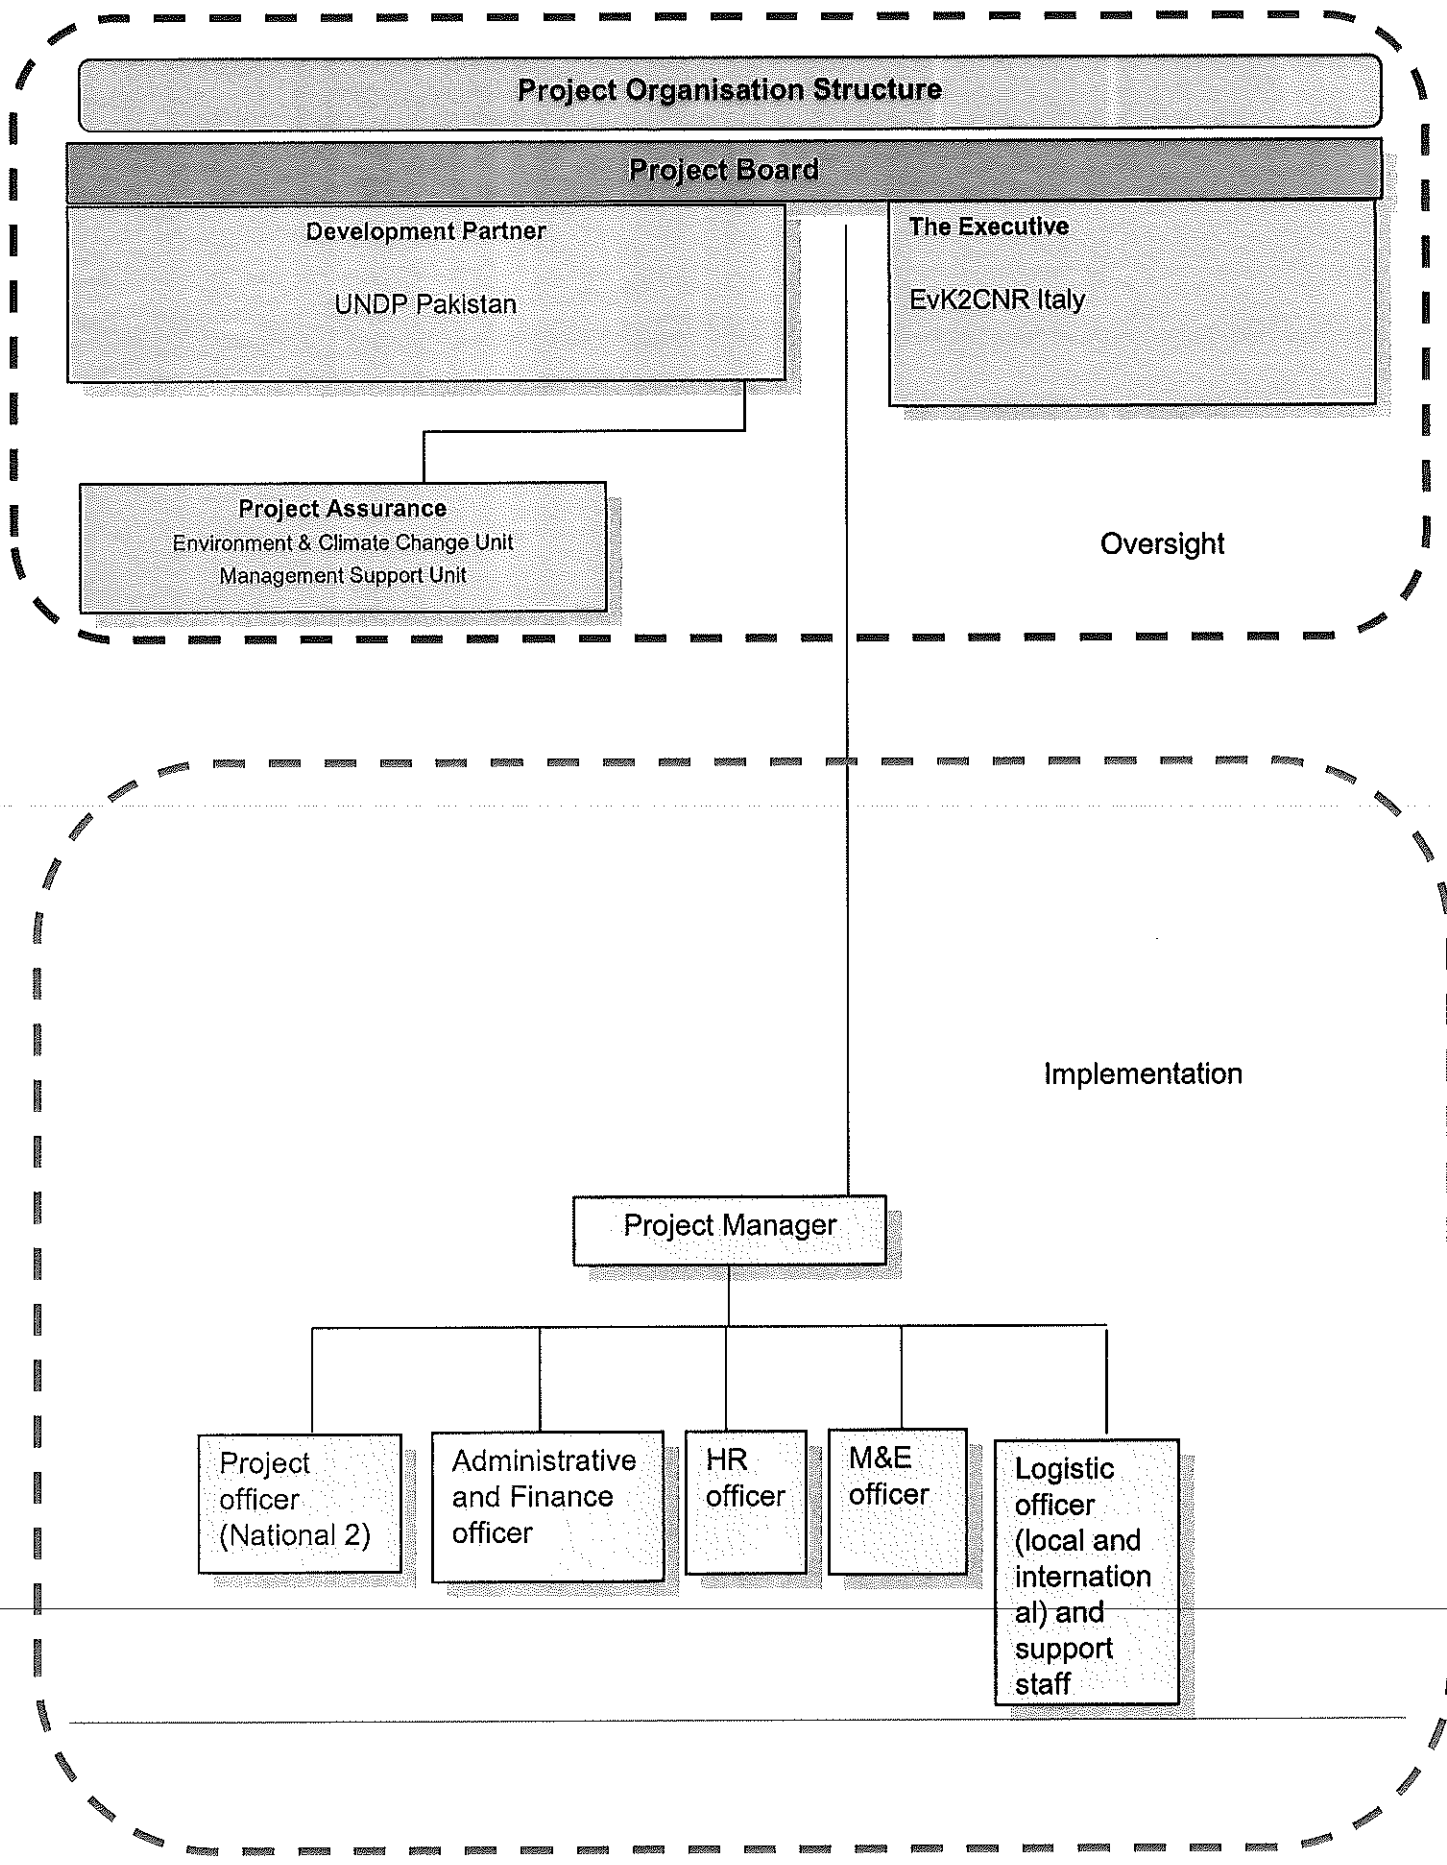 Project Organisation Structure
Project Board
Development Partner
UNDP Pakistan
The Executive
EvK2CNR Italy
Project Assurance
Environment & Climate Change Unit
Management Support Unit
Oversight
Implementation
Project Manager
Project
officer
(National 2)
Administrative
and Finance
officer
HR
officer
M&E
officer
Logistic
officer
(local and
internation
al) and
support
staff